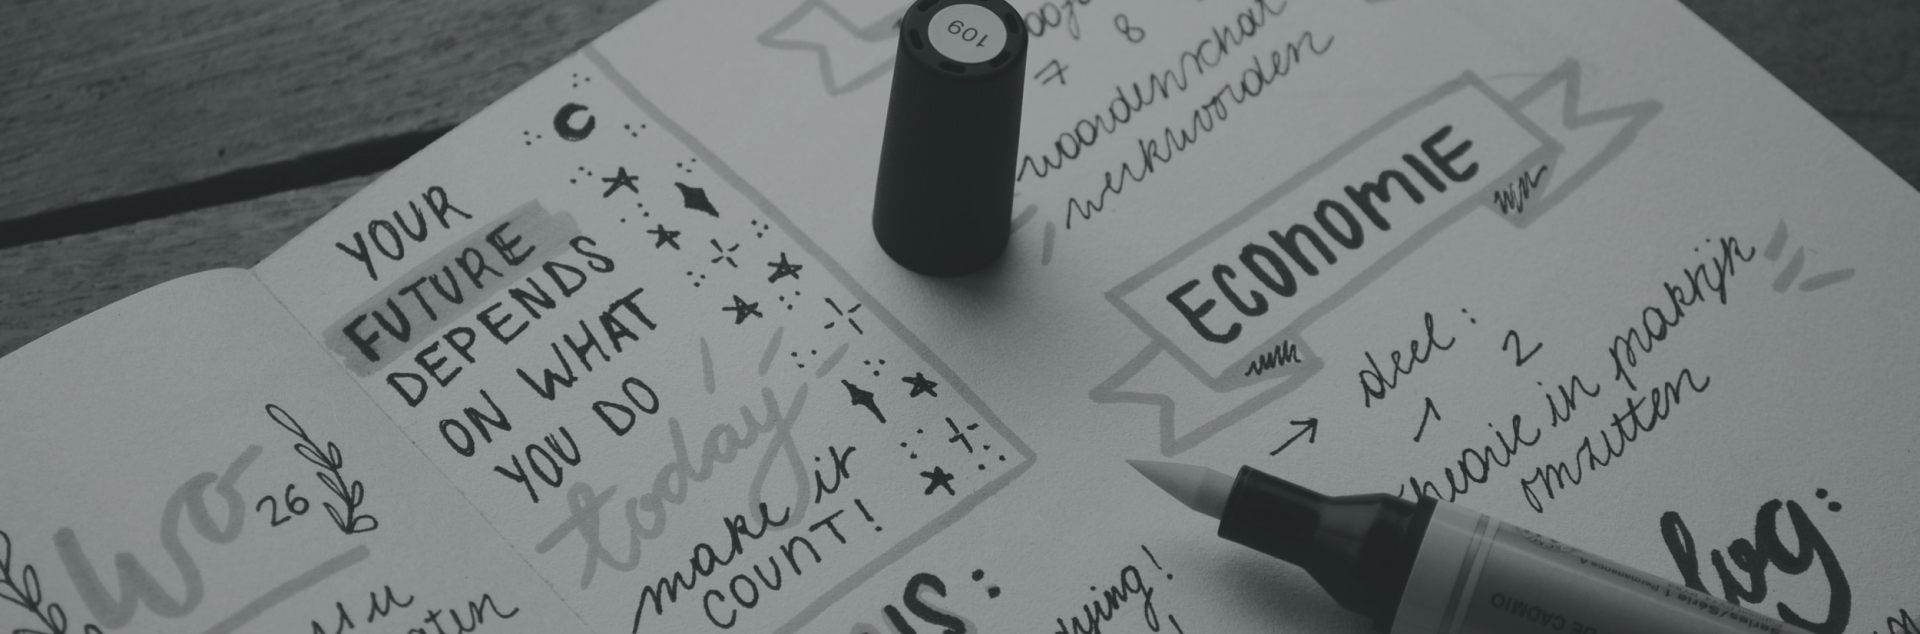 YOUR
FUTURE
DEPENDS
ON WHAT
YOU DO
today
make it
COUNT!
wo
26
109
7 8
woordenschat
werkwoorden
ECONOMIE
→ deel:
1 2
theorie in praktijk
omzetten
log:
DE CADMIO